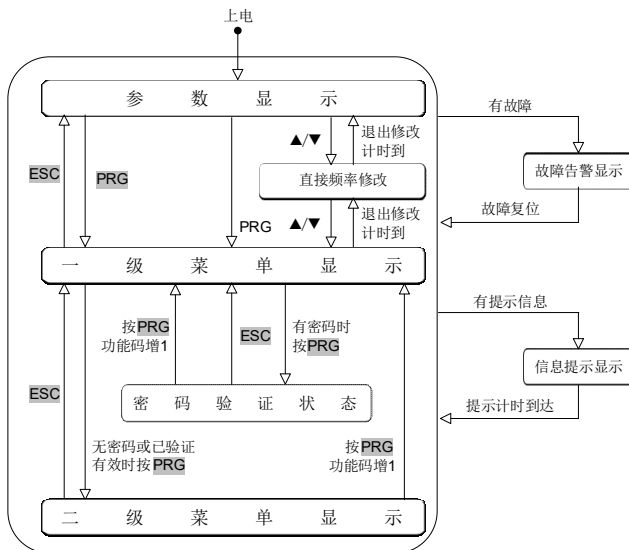 上电
参数显示
有故障
▲/▼
退出修改
计时到
ESC
PRG
直接频率修改
故障告警显示
故障复位
PRG
▲/▼
退出修改
计时到
一级菜单显示
有提示信息
按PRG
功能码增1
ESC
有密码时
按PRG
信息提示显示
ESC
密码验证状态
提示计时到达
无密码或已验证
有效时按PRG
按PRG
功能码增1
二级菜单显示